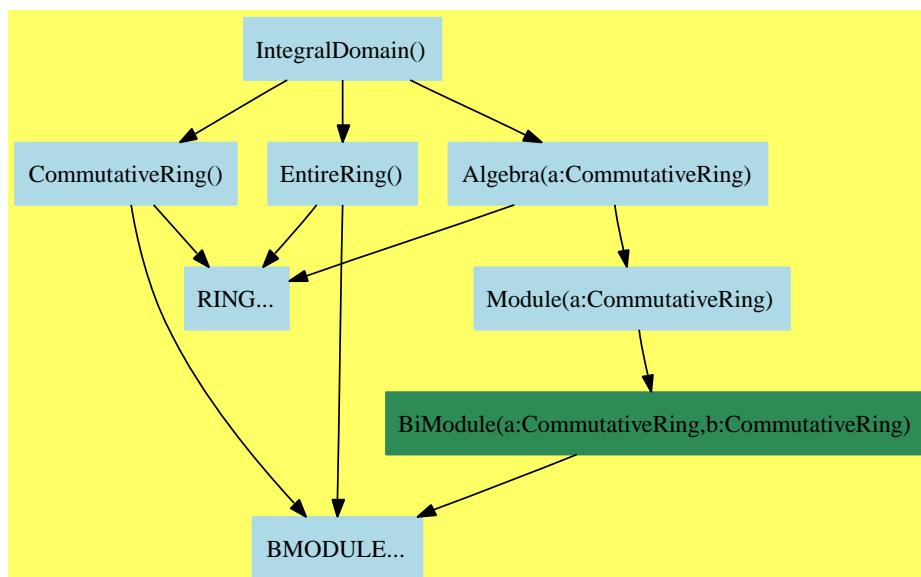 IntegralDomain()
CommutativeRing()
EntireRing()
Algebra(a:CommutativeRing)
RING...
Module(a:CommutativeRing)
BiModule(a:CommutativeRing,b:CommutativeRing)
BMODULE...